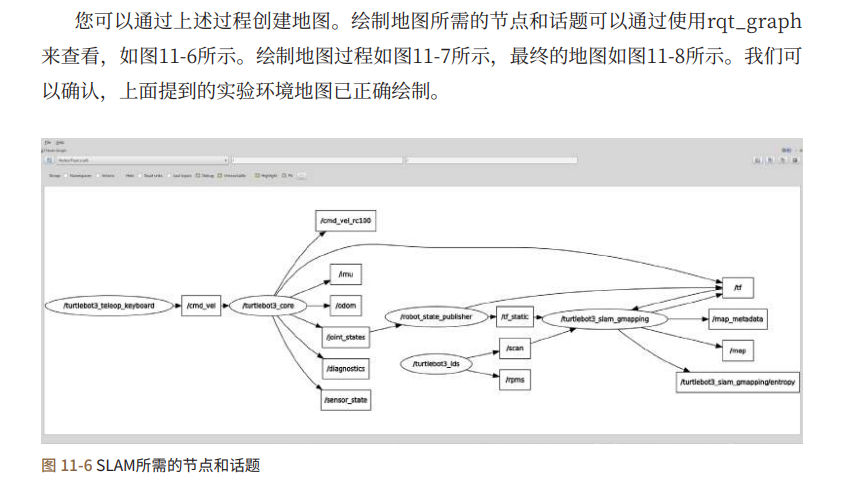 您可以通过上述过程创建地图。绘制地图所需的节点和话题可以通过使用rqt_graph
来查看，如图11-6所示。绘制地图过程如图11-7所示，最终的地图如图11-8所示。我们可
以确认，上面提到的实验环境地图已正确绘制。
/cmd_vel_rc100
/imu
/tf
/turtlebot3_teleop_keyboard
/cmd_vel
/turtlebot3_core
/odom
/robot_state_publisher
/tf_static
/turtlebot3_slam_gmapping
/map_metadata
/joint_states
/scan
/map
/diagnostics
/turtlebot3_lds
/rpms
/turtlebot3_slam_gmapping/entropy
/sensor_state
图 11-6 SLAM所需的节点和话题